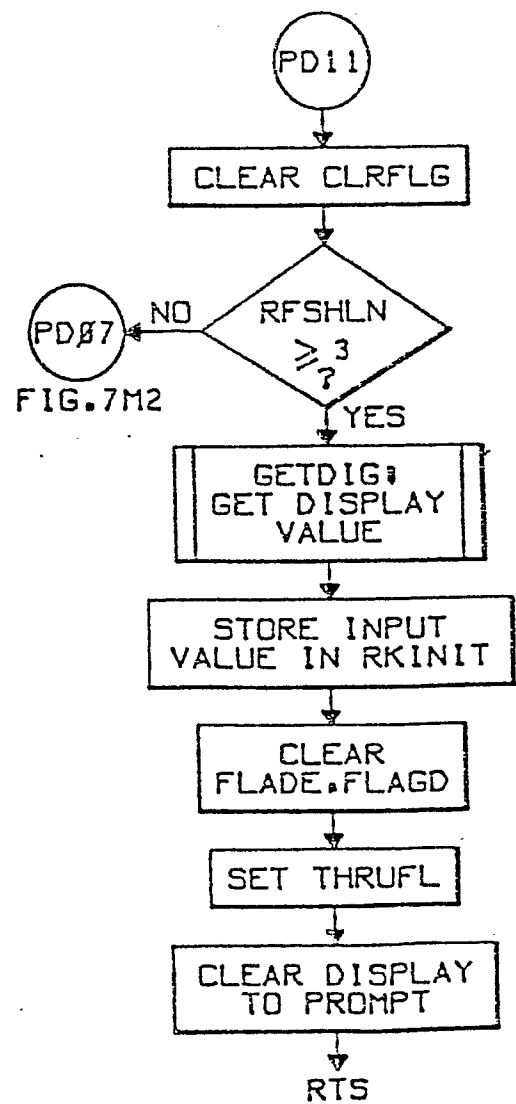 PD11
CLEAR CLRFLG
RFSHLN
≥ 3
?
NO
PDØ7
FIG.7M2
YES
GETDIG:
GET DISPLAY
VALUE
STORE INPUT
VALUE IN RKINIT
CLEAR
FLADE,FLAGD
SET THRUFL
CLEAR DISPLAY
TO PROMPT
RTS